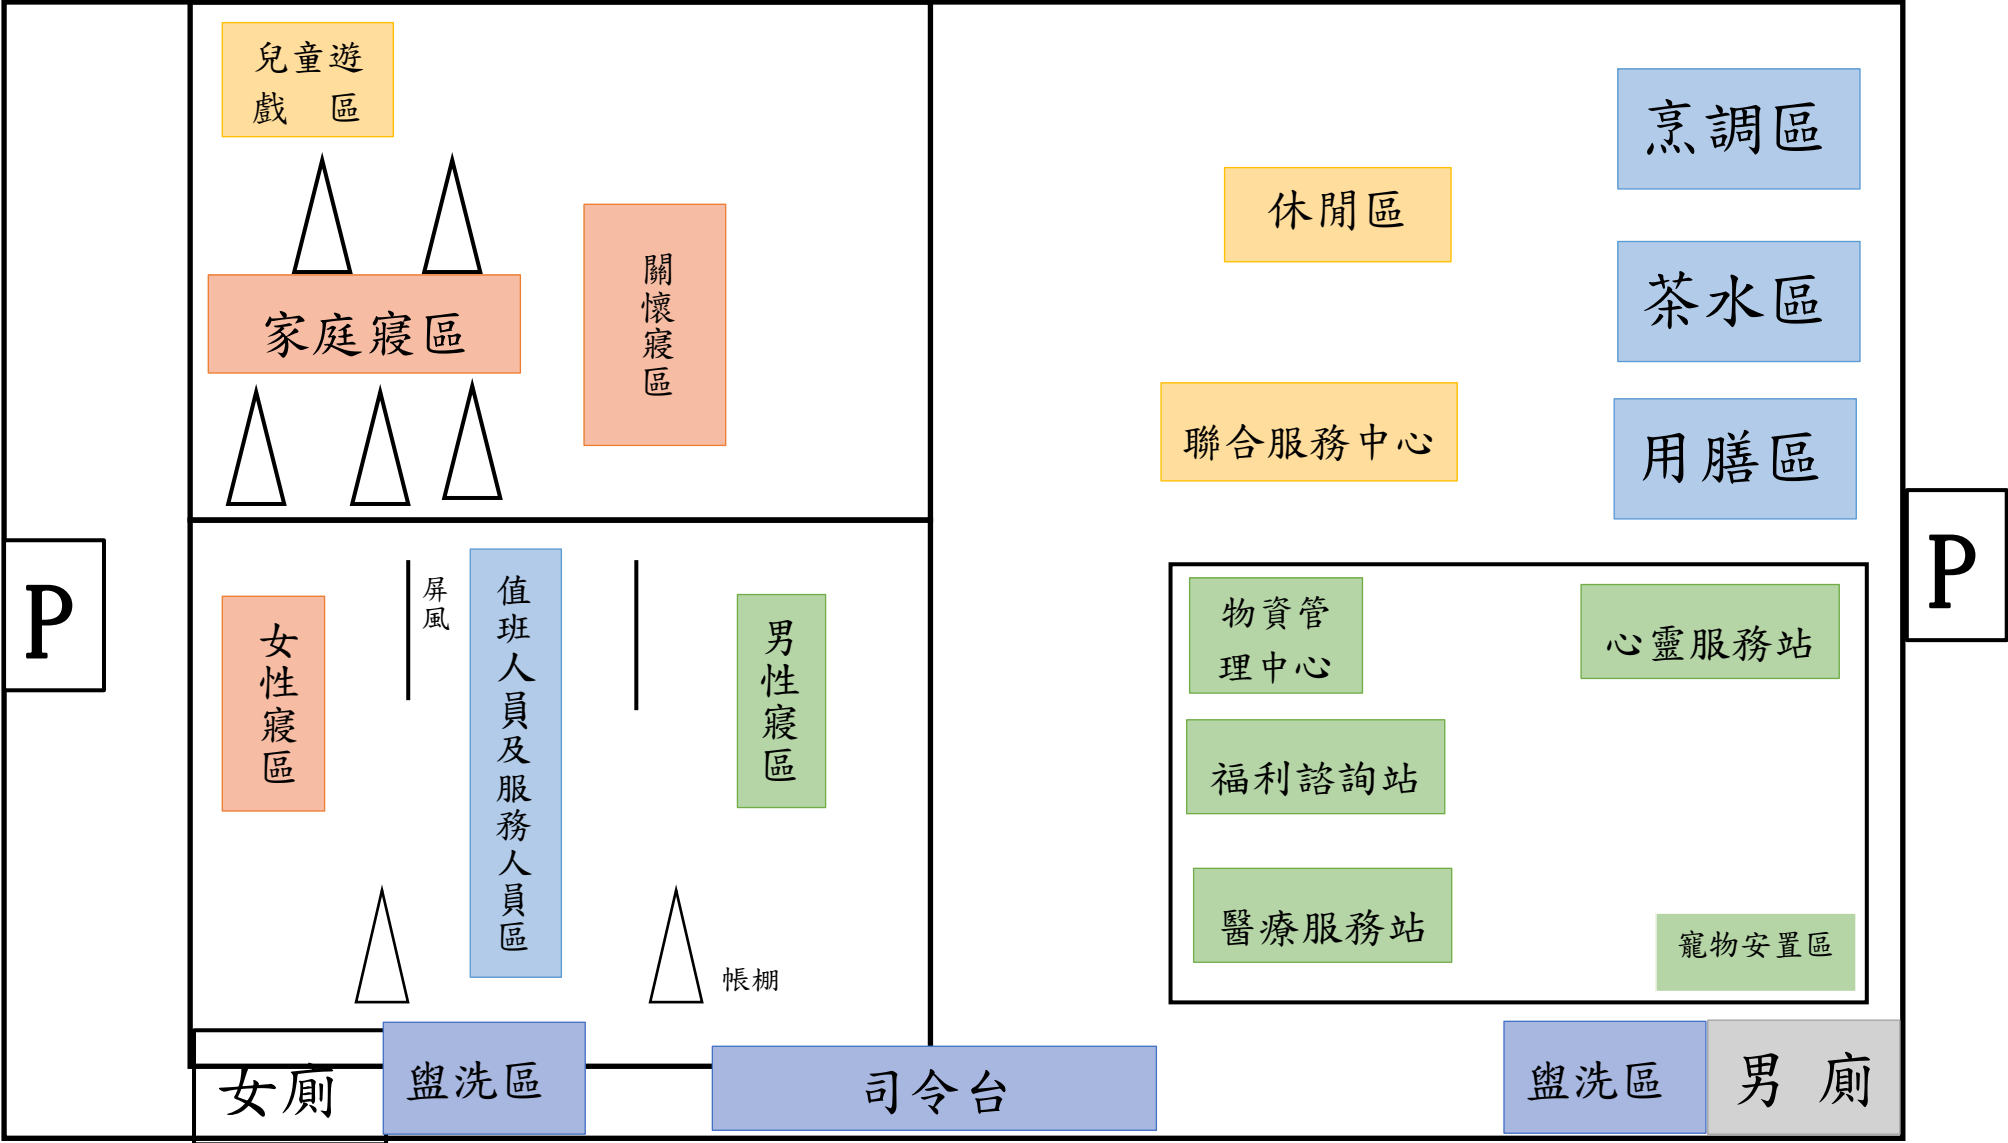 兒童遊
戲 區
家庭寢區
關懷寢區
休閒區
烹調區
茶水區
聯合服務中心
用膳區
P
P
女性寢區
屏風
值班人員及服務人員區
男性寢區
帳棚
物資管
理中心
心靈服務站
福利諮詢站
醫療服務站
寵物安置區
女廁
盥洗區
司令台
盥洗區
男 廁